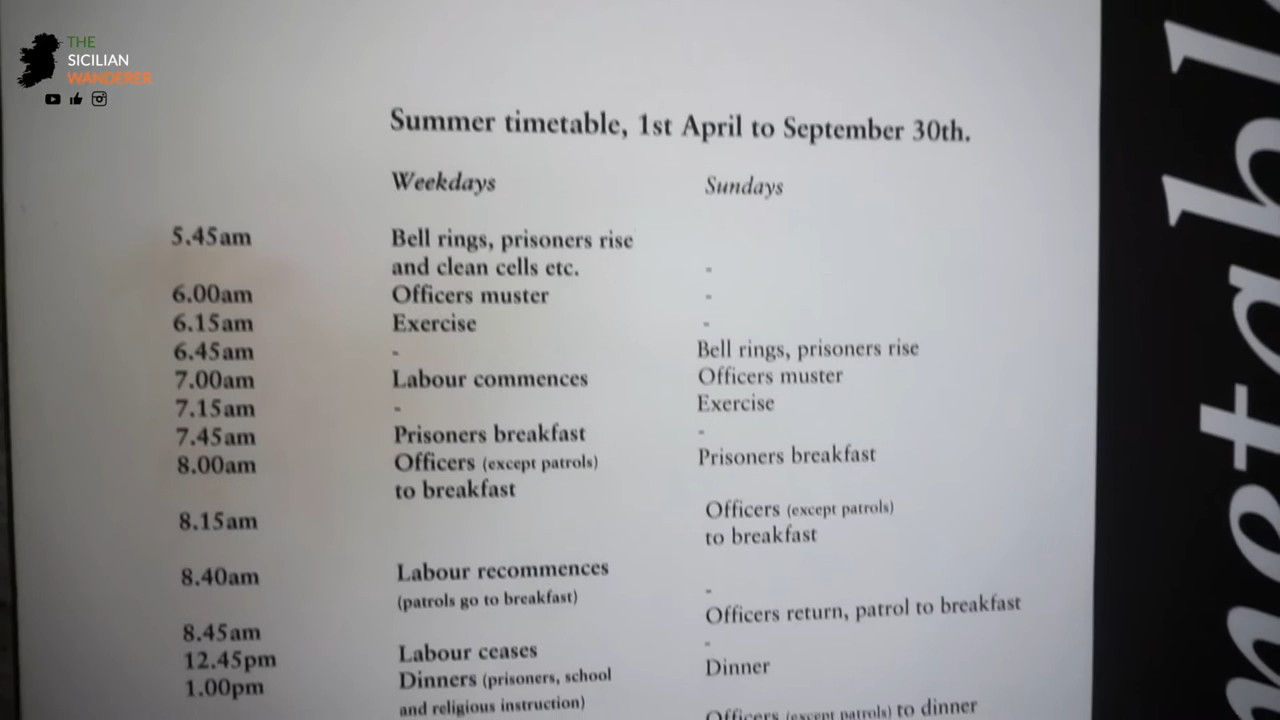 THE
SICILIAN
WANDERER
Summer timetable, 1st April to September 30th.
Weekdays Sundays
5.45am Bell rings, prisoners rise
and clean cells etc. -
6.00am Officers muster -
6.15am Exercise -
6.45am - Bell rings, prisoners rise
7.00am Labour commences Officers muster
7.15am - Exercise
7.45am Prisoners breakfast -
8.00am Officers (except patrols) Prisoners breakfast
to breakfast
8.15am Officers (except patrols)
to breakfast
8.40am Labour recommences -
(patrols go to breakfast)
8.45am Officers return, patrol to breakfast
12.45pm Labour ceases -
1.00pm Dinners (prisoners, school Dinner
and religious instruction)
Officers (except patrols) to dinner
metabl